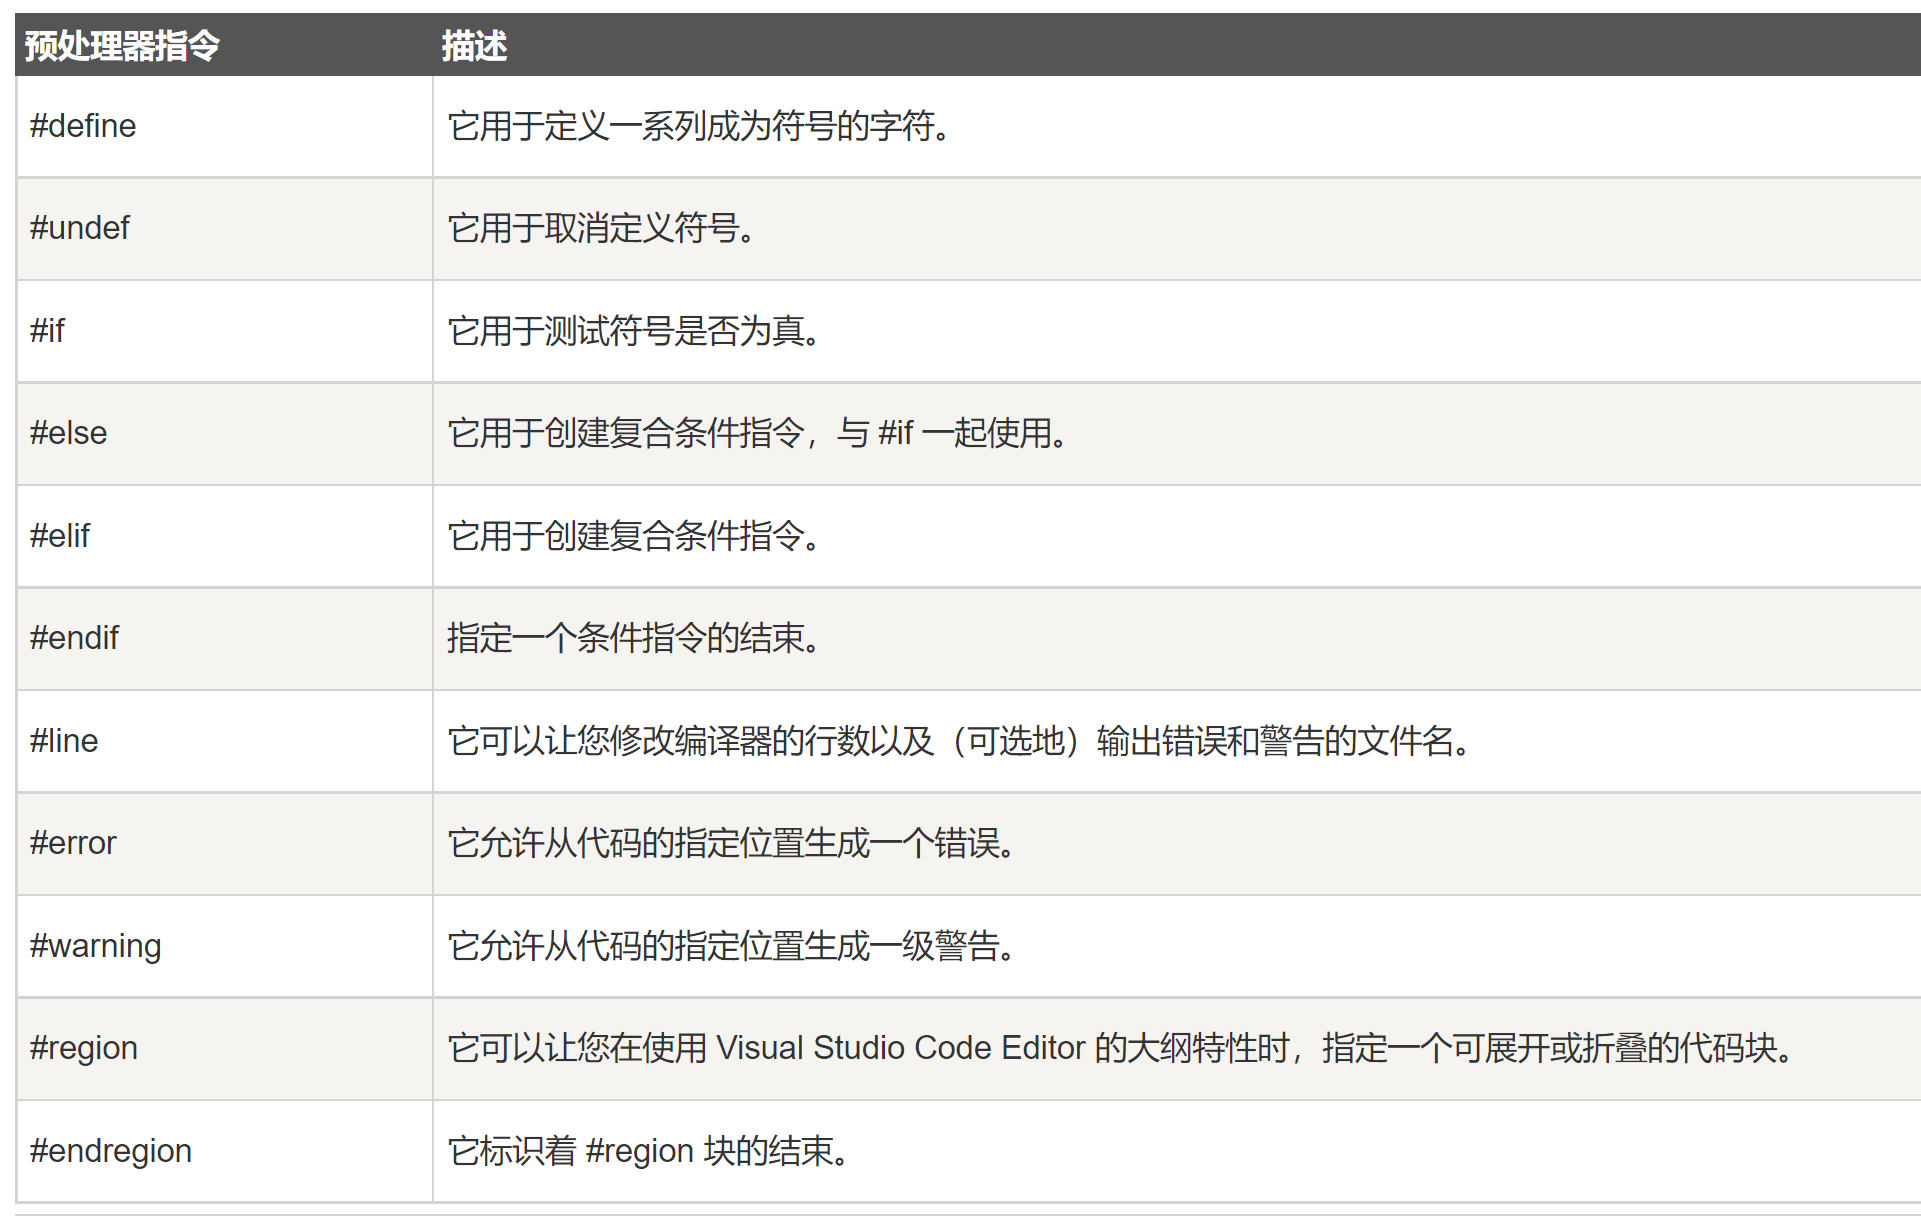 预处理器指令 描述
#define 它用于定义一系列成为符号的字符。
#undef 它用于取消定义符号。
#if 它用于测试符号是否为真。
#else 它用于创建复合条件指令，与 #if 一起使用。
#elif 它用于创建复合条件指令。
#endif 指定一个条件指令的结束。
#line 它可以让您修改编译器的行数以及（可选地）输出错误和警告的文件名。
#error 它允许从代码的指定位置生成一个错误。
#warning 它允许从代码的指定位置生成一级警告。
#region 它可以让您在使用 Visual Studio Code Editor 的大纲特性时，指定一个可展开或折叠的代码块。
#endregion 它标识着 #region 块的结束。